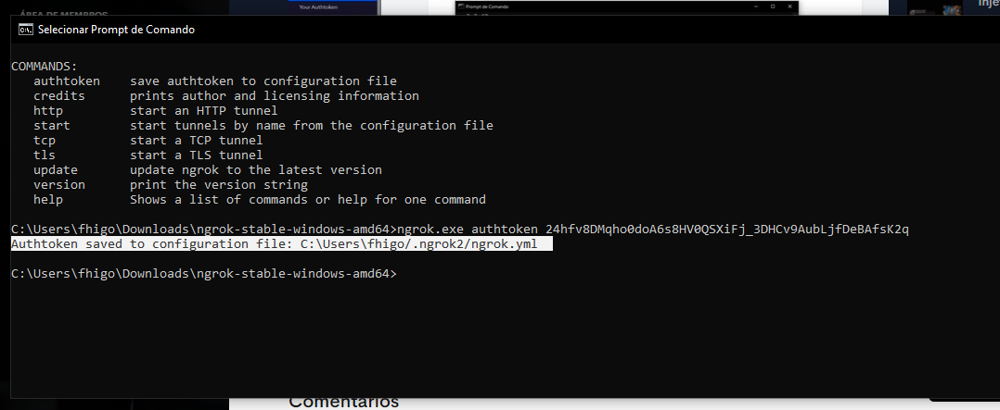 ÁREA DE MEMBROS
Your Authtoken
Prompt de Comando
Inje
Selecionar Prompt de Comando
COMMANDS:
authtoken save authtoken to configuration file
credits prints author and licensing information
http start an HTTP tunnel
start start tunnels by name from the configuration file
tcp start a TCP tunnel
tls start a TLS tunnel
update update ngrok to the latest version
version print the version string
help Shows a list of commands or help for one command
C:\Users\fhigo\Downloads\ngrok-stable-windows-amd64>ngrok.exe authtoken 24hfv8DMqho0doA6s8HV0QSXiFj_3DHCv9AubLjfDeBAfsK2q
Authtoken saved to configuration file: C:\Users\fhigo/.ngrok2/ngrok.yml
C:\Users\fhigo\Downloads\ngrok-stable-windows-amd64>
Comentários